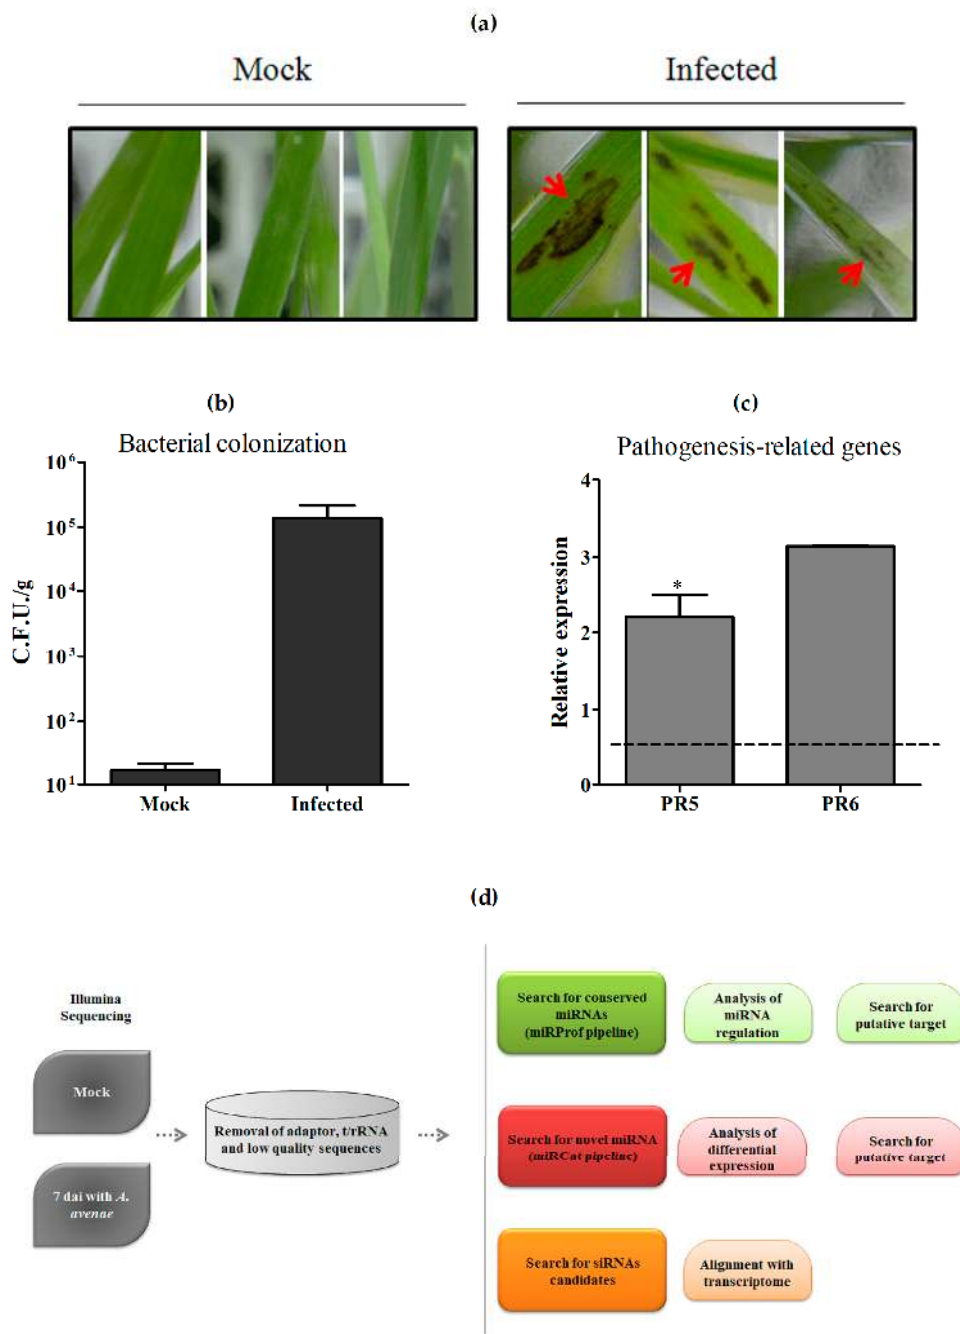 (a)
Mock
Infected
(b)
Bacterial colonization
C.F.U./g
10⁶
10⁵
10⁴
10³
10²
10¹
Mock
Infected
(c)
Pathogenesis-related genes
Relative expression
4
3
2
1
0
*
PR5
PR6
(d)
Illumina
Sequencing
Mock
7 dai with A.
avenae
Removal of adaptor, t/rRNA
and low quality sequences
Search for conserved
miRNAs
(miRProf pipeline)
Analysis of
miRNA
regulation
Search for
putative target
Search for novel miRNA
(miRCat pipeline)
Analysis of
differential
expression
Search for
putative target
Search for siRNAs
candidates
Alignment with
transcriptome